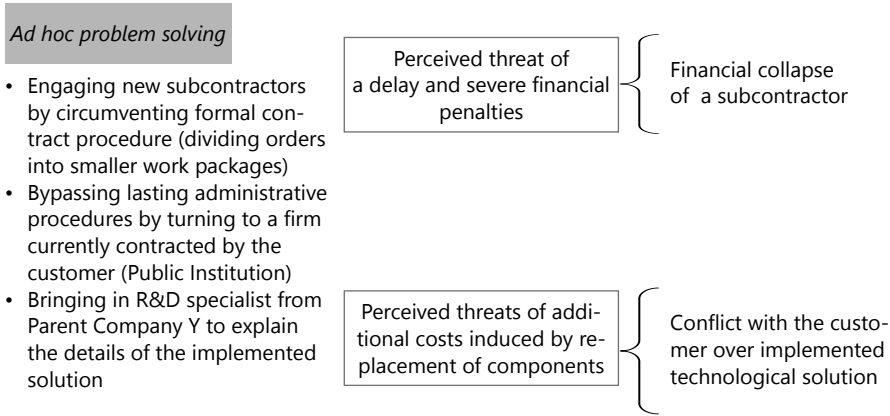 Ad hoc problem solving
• Engaging new subcontractors
by circumventing formal con-
tract procedure (dividing orders
into smaller work packages)
• Bypassing lasting administrative
procedures by turning to a firm
currently contracted by the
customer (Public Institution)
• Bringing in R&D specialist from
Parent Company Y to explain
the details of the implemented
solution
Perceived threat of
a delay and severe financial
penalties
Financial collapse
of a subcontractor
Perceived threats of addi-
tional costs induced by re-
placement of components
Conflict with the custo-
mer over implemented
technological solution